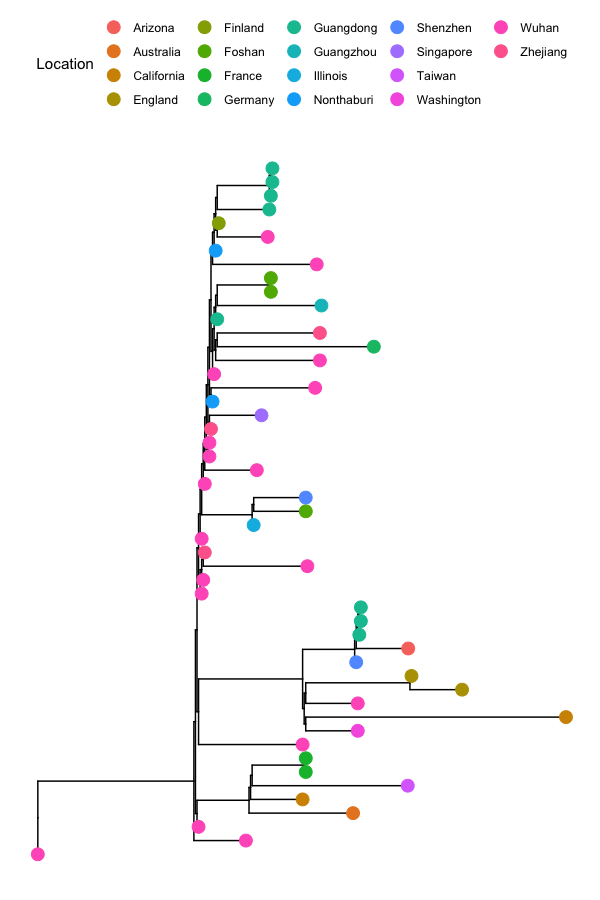 Location
Arizona
Australia
California
England
Finland
Foshan
France
Germany
Guangdong
Guangzhou
Illinois
Nonthaburi
Shenzhen
Singapore
Taiwan
Washington
Wuhan
Zhejiang